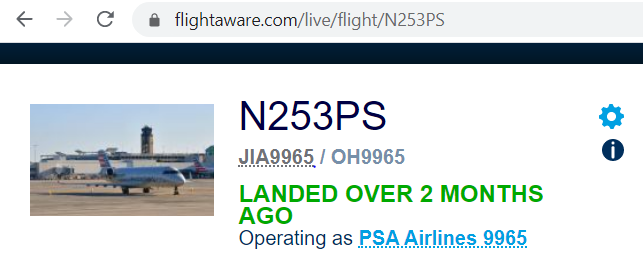 flightaware.com/live/flight/N253PS
N253PS
JIA9965 / OH9965
LANDED OVER 2 MONTHS
AGO
Operating as PSA Airlines 9965